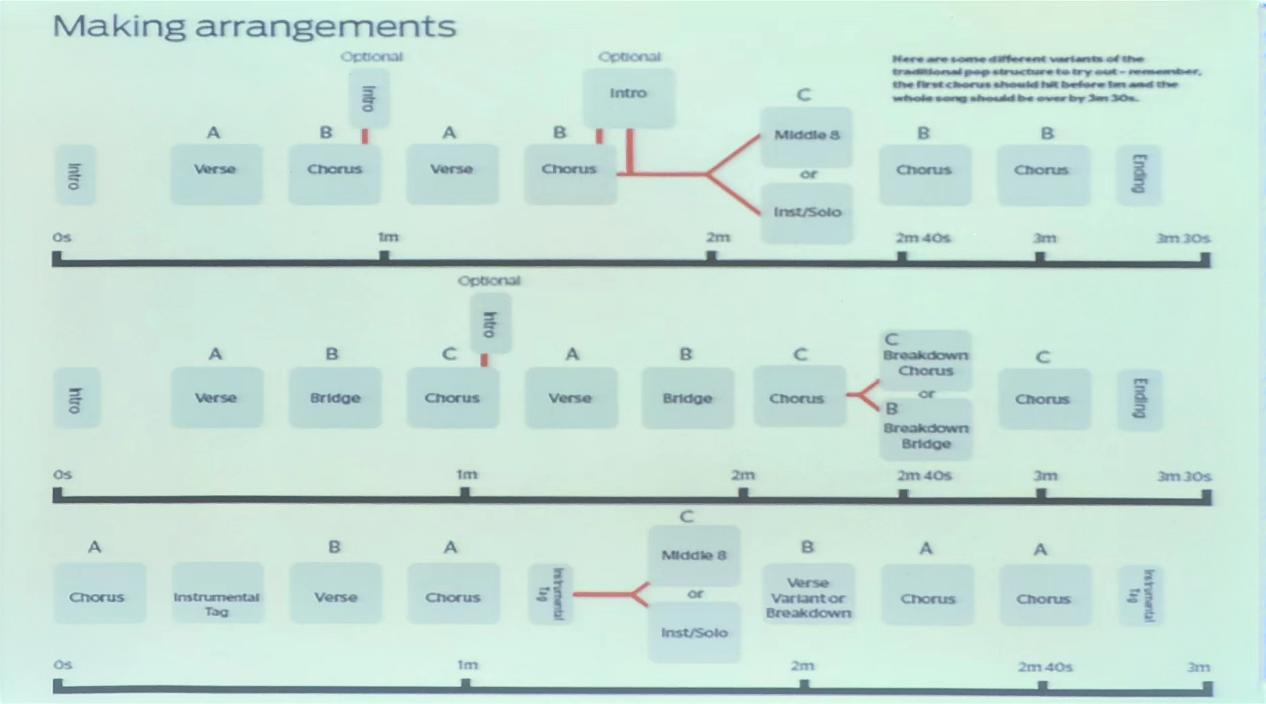 Making arrangements
Here are some different variants of the
traditional pop structure to try out – remember,
the first chorus should hit before 1m and the
whole song should be over by 3m 30s.
Optional
Intro
Optional
Intro
A
B
A
B
C
B
B
Intro
Verse
Chorus
Verse
Chorus
Middle 8
or
Inst/Solo
Chorus
Chorus
Ending
0s
1m
2m
2m 40s
3m
3m 30s
Optional
Intro
A
B
C
A
B
C
C
Intro
Verse
Bridge
Chorus
Verse
Bridge
Chorus
C
Breakdown
Chorus
or
B
Breakdown
Bridge
Chorus
Ending
0s
1m
2m
2m 40s
3m
3m 30s
A
B
A
C
B
A
A
Chorus
Instrumental
Tag
Verse
Chorus
Instrumental
Tag
Middle 8
or
Inst/Solo
Verse
Variant or
Breakdown
Chorus
Chorus
Instrumental
Tag
0s
1m
2m
2m 40s
3m